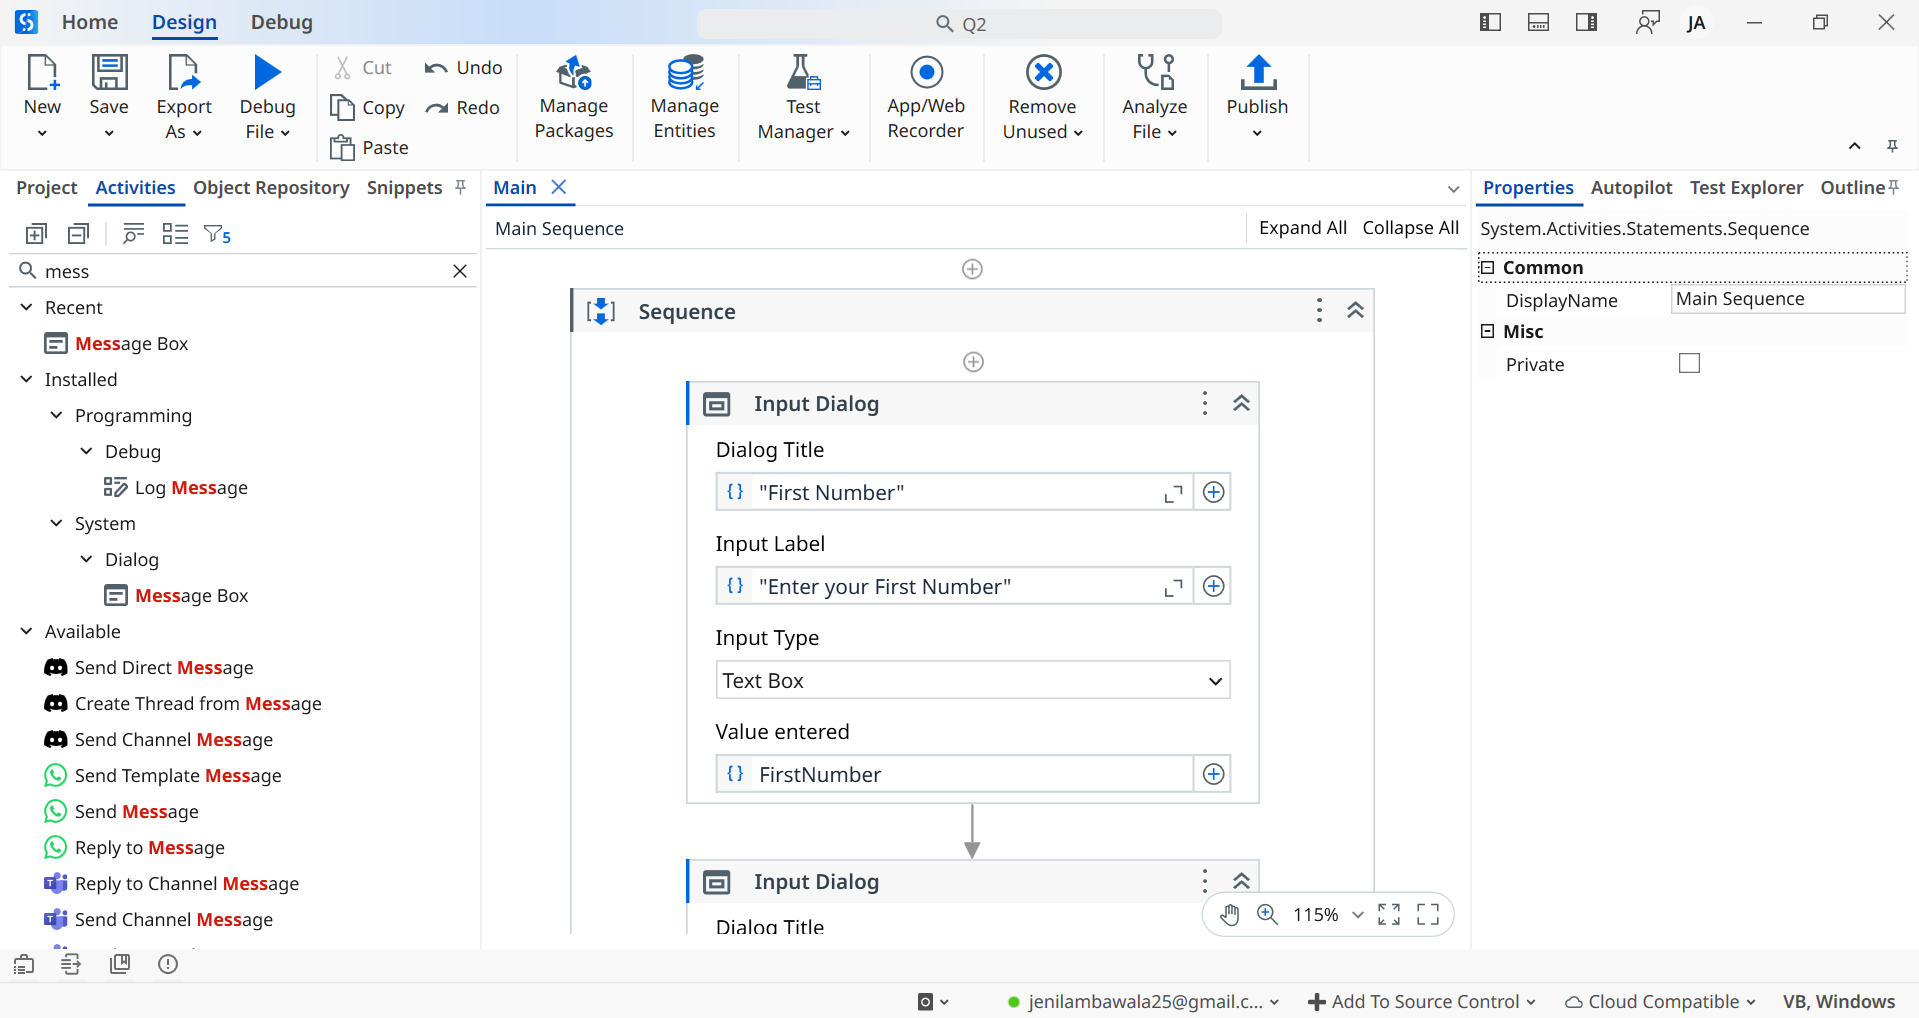 Home Design Debug Q2 JA
New Save Export As Debug File Cut Copy Paste Undo Redo Manage Packages Manage Entities Test Manager App/Web Recorder Remove Unused Analyze File Publish
Project Activities Object Repository Snippets
5
mess
Recent
Message Box
Installed
Programming
Debug
Log Message
System
Dialog
Message Box
Available
Send Direct Message
Create Thread from Message
Send Channel Message
Send Template Message
Send Message
Reply to Message
Reply to Channel Message
Send Channel Message
Main
Main Sequence Expand All Collapse All
Sequence
Input Dialog
Dialog Title
"First Number"
Input Label
"Enter your First Number"
Input Type
Text Box
Value entered
FirstNumber
Input Dialog
Dialog Title
115%
Properties Autopilot Test Explorer Outline
System.Activities.Statements.Sequence
Common
DisplayName Main Sequence
Misc
Private
jenilambawala25@gmail.c... Add To Source Control Cloud Compatible VB, Windows